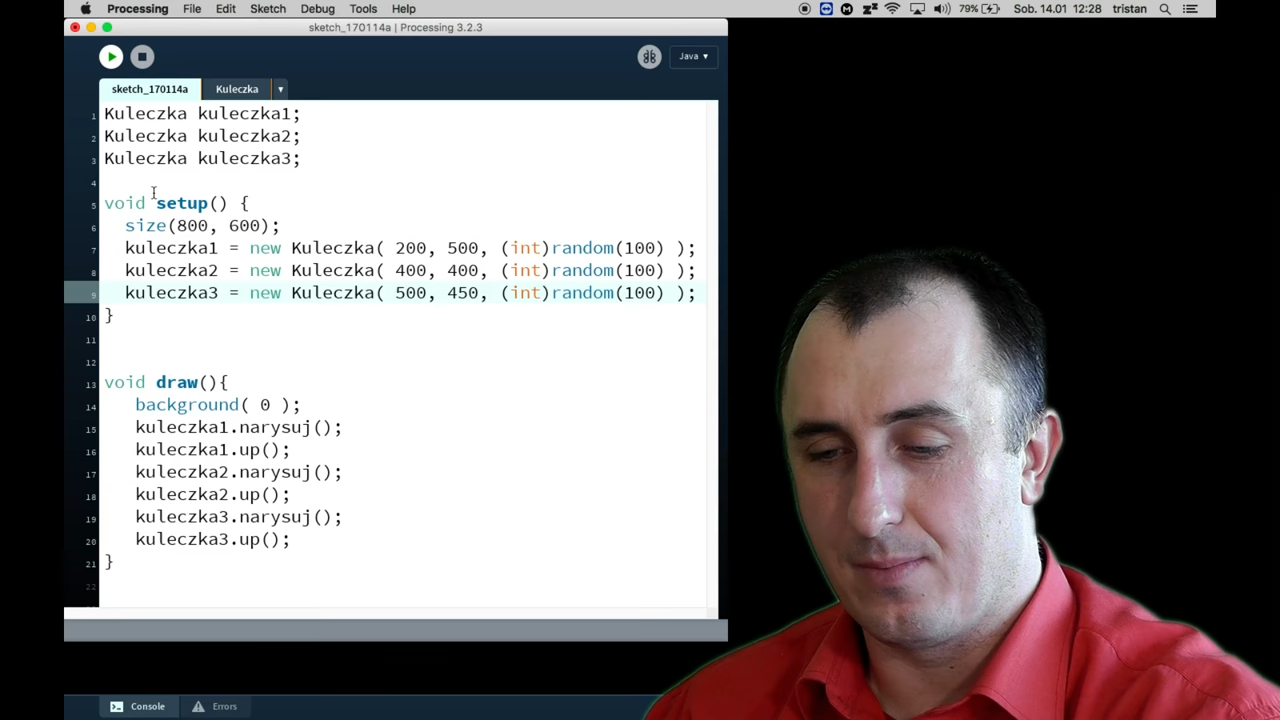 Processing File Edit Sketch Debug Tools Help 79% Sob. 14.01 12:28 tristan
sketch_170114a | Processing 3.2.3
Java ▾
sketch_170114a Kuleczka ▾
1 Kuleczka kuleczka1;
2 Kuleczka kuleczka2;
3 Kuleczka kuleczka3;
4
5 void setup() {
6 size(800, 600);
7 kuleczka1 = new Kuleczka( 200, 500, (int)random(100) );
8 kuleczka2 = new Kuleczka( 400, 400, (int)random(100) );
9 kuleczka3 = new Kuleczka( 500, 450, (int)random(100) );
10 }
11
12
13 void draw(){
14 background( 0 );
15 kuleczka1.narysuj();
16 kuleczka1.up();
17 kuleczka2.narysuj();
18 kuleczka2.up();
19 kuleczka3.narysuj();
20 kuleczka3.up();
21 }
22
Console Errors